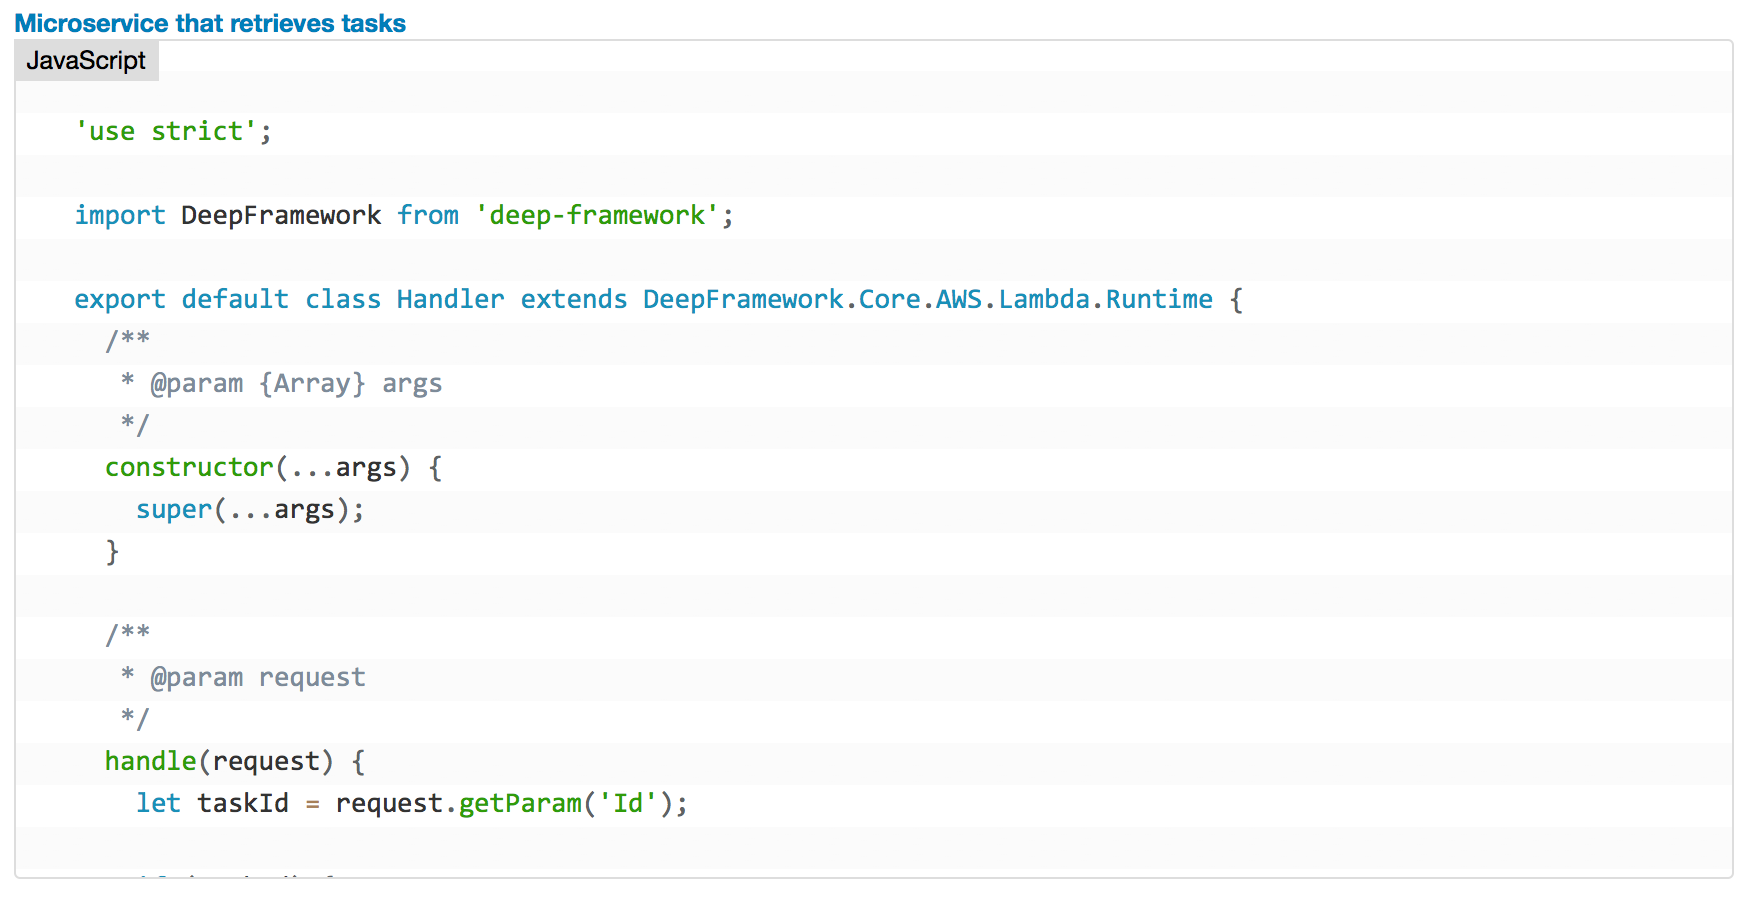 Microservice that retrieves tasks
JavaScript
'use strict';
import DeepFramework from 'deep-framework';
export default class Handler extends DeepFramework.Core.AWS.Lambda.Runtime {
/**
* @param {Array} args
*/
constructor(...args) {
super(...args);
}
/**
* @param request
*/
handle(request) {
let taskId = request.getParam('Id');